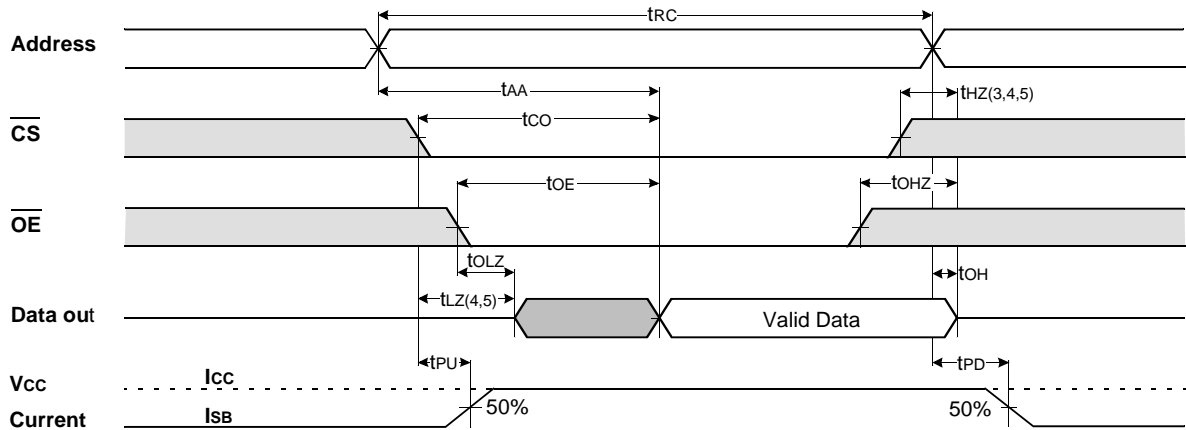 tRC
Address
tAA
tHZ(3,4,5)
CS
tCO
tOE
tOHZ
OE
tOLZ
tOH
tLZ(4,5)
Data out
Valid Data
tPU
tPD
VCC
ICC
50%
50%
Current
ISB